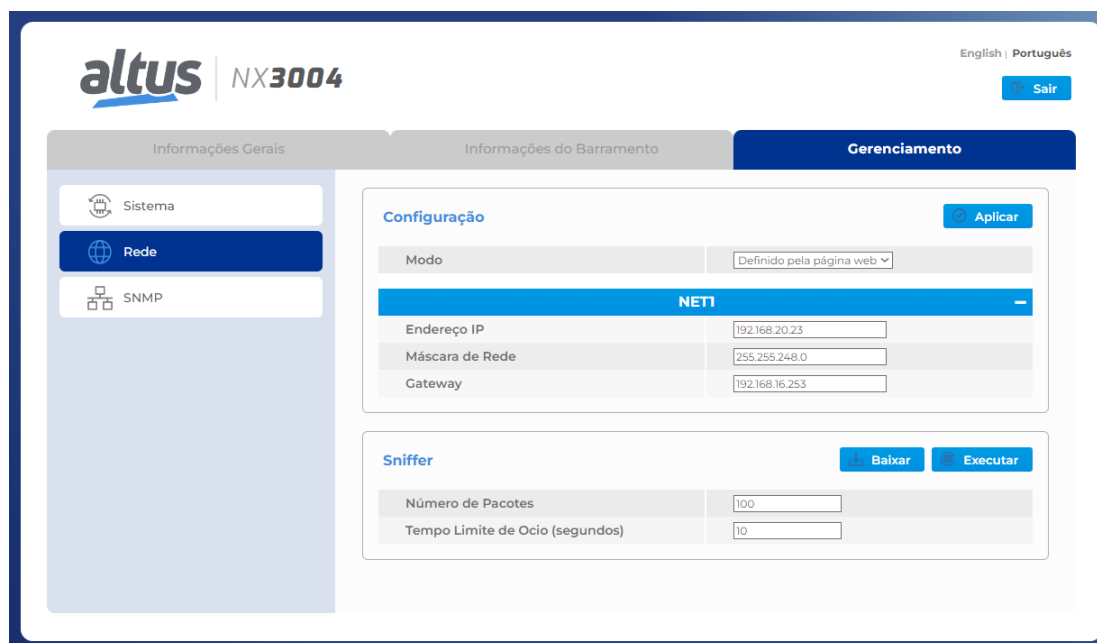 English | Português
altus NX3004
Sair
Informações Gerais Informações do Barramento Gerenciamento
Sistema
Rede
SNMP
Configuração Aplicar
Modo Definido pela página web
NET1
Endereço IP 192.168.20.23
Máscara de Rede 255.255.248.0
Gateway 192.168.16.253
Sniffer Baixar Executar
Número de Pacotes 100
Tempo Limite de Ocio (segundos) 10